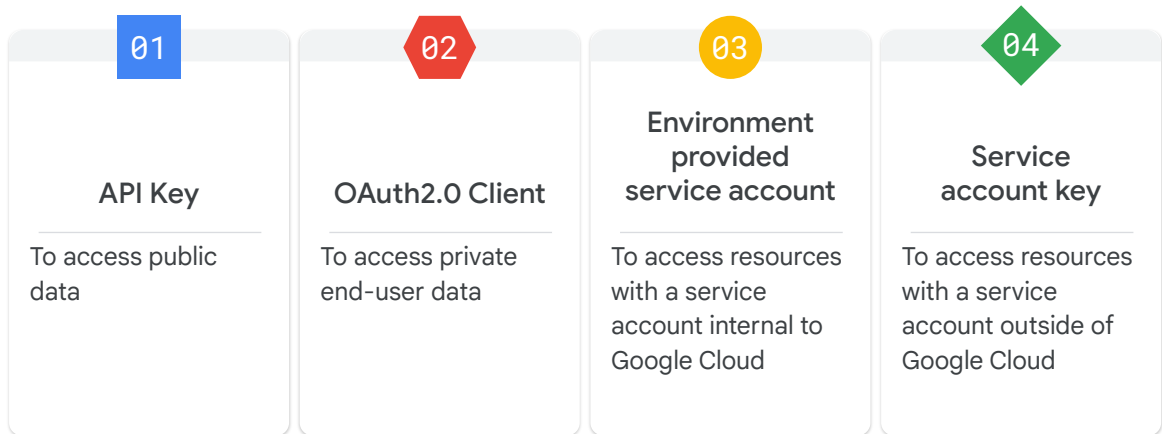 01
API Key
To access public
data
02
OAuth2.0 Client
To access private
end-user data
03
Environment
provided
service account
To access resources
with a service
account internal to
Google Cloud
04
Service
account key
To access resources
with a service
account outside of
Google Cloud